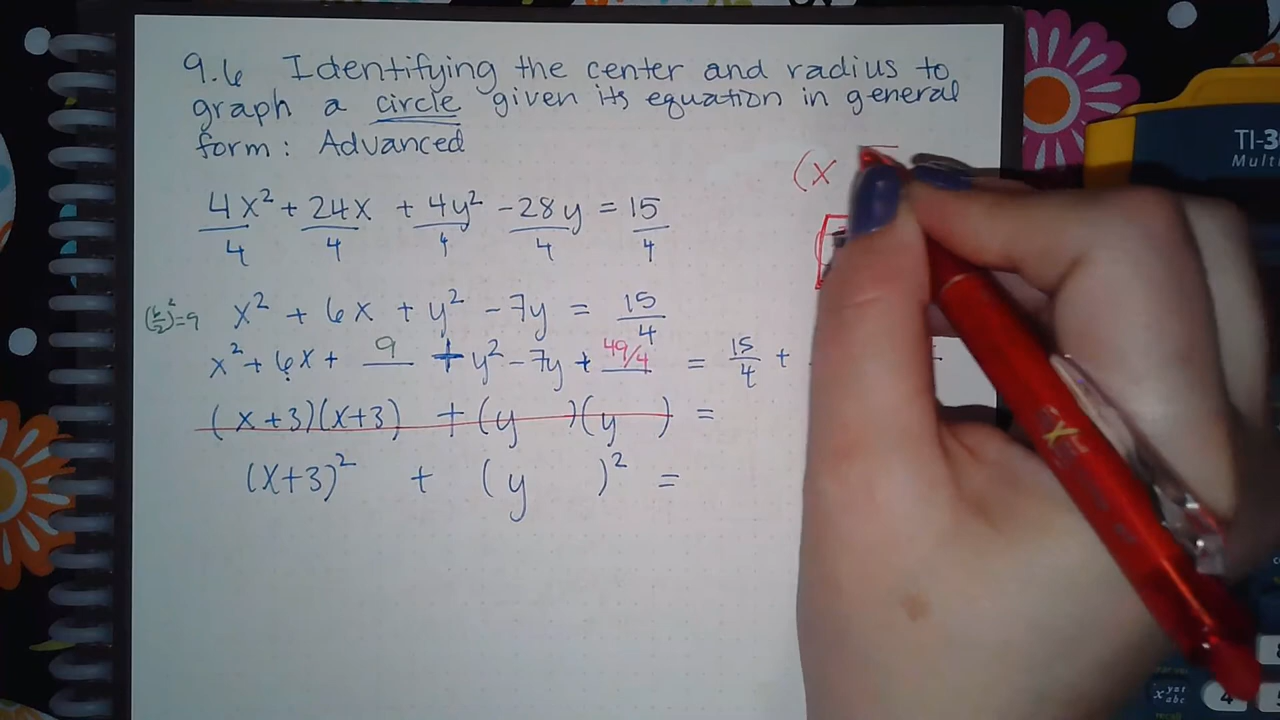 9.6 Identifying the center and radius to
graph a circle given its equation in general
form: Advanced
(x
4x² + 24x + 4y² - 28y = 15
4 4 4 4 4
(6/2)² = 9 x² + 6x + y² - 7y = 15/4
x² + 6x + 9 + y² - 7y + 49/4 = 15/4 +
(x+3)(x+3) + (y )(y ) =
(x+3)² + (y )² =
TI-3
Multi